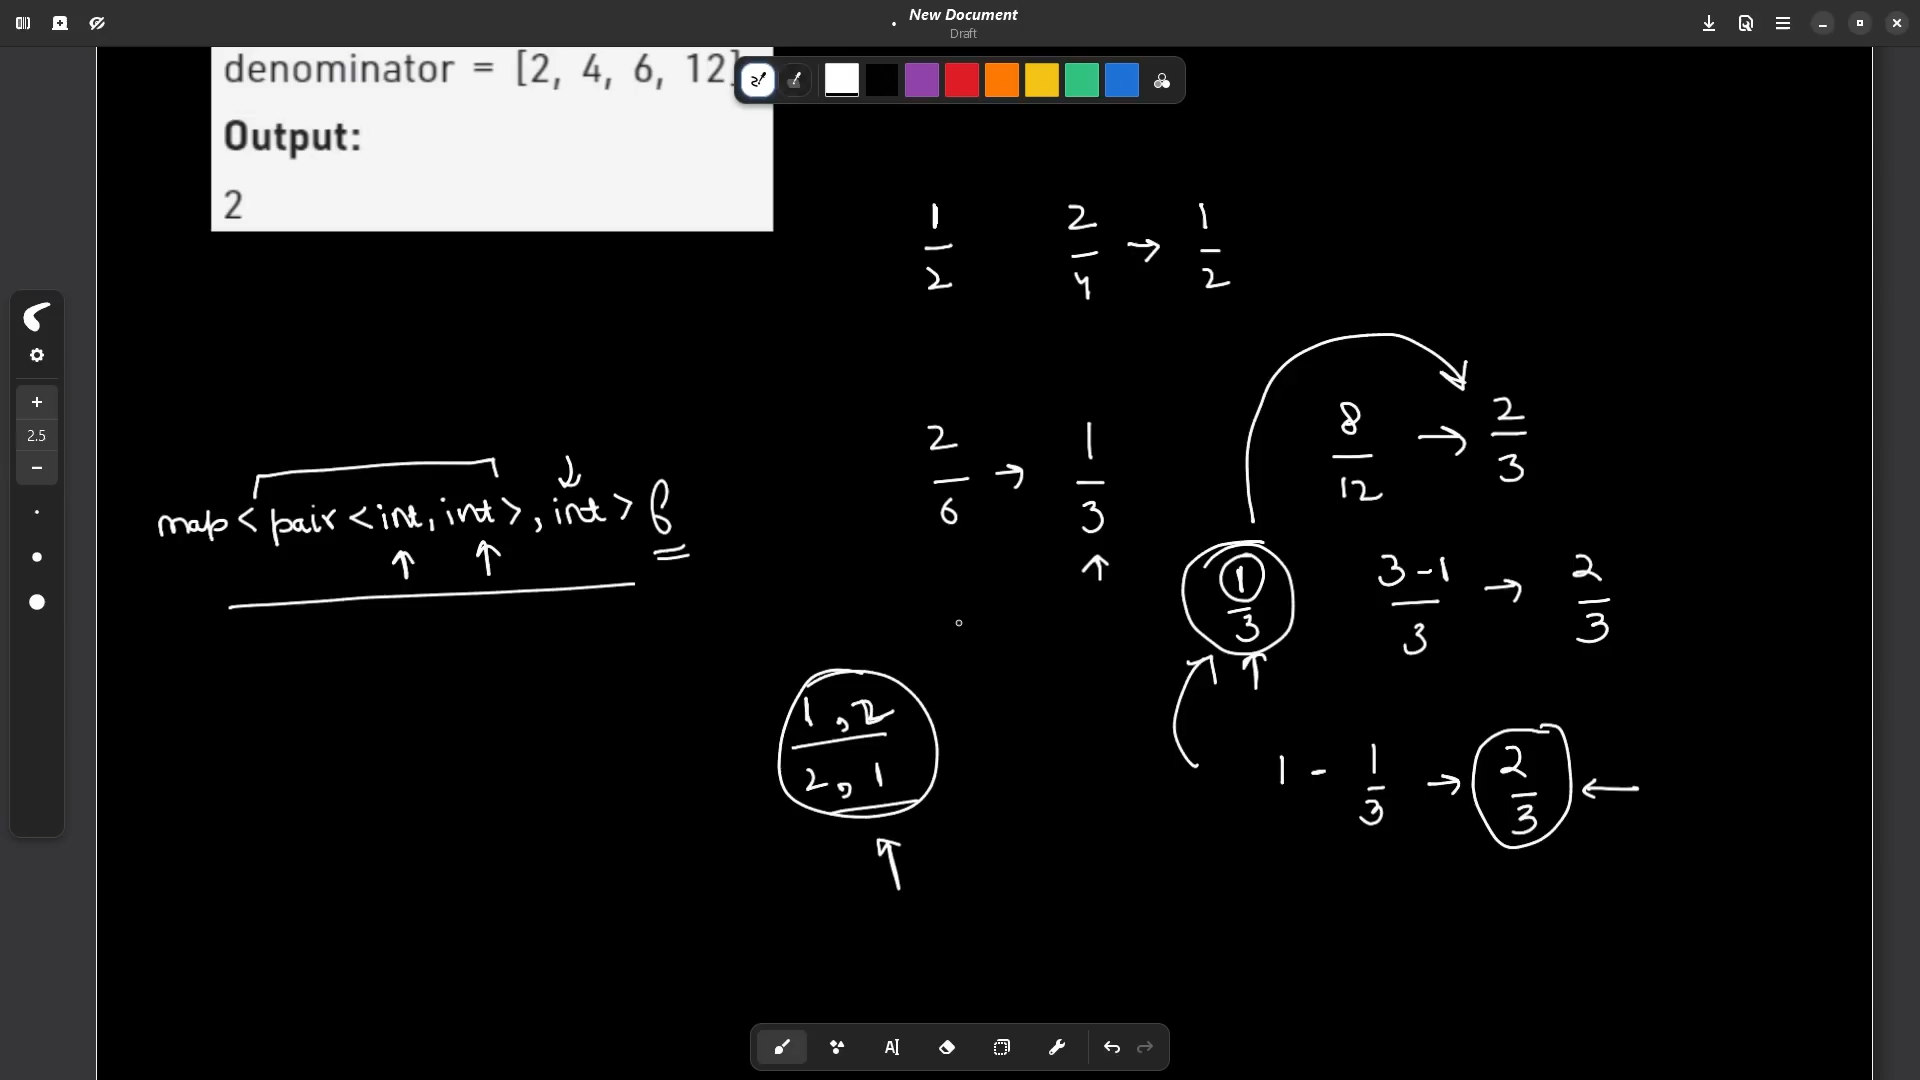 New Document
Draft
denominator = [2, 4, 6, 12]
Output:
2
1/2 2/4 → 1/2
2/6 → 1/3
8/12 → 2/3
map < pair < int, int > , int > f
1/3
3-1/3 → 2/3
1 , 2
2 , 1
1 - 1/3 → 2/3
+
2.5
−
AI